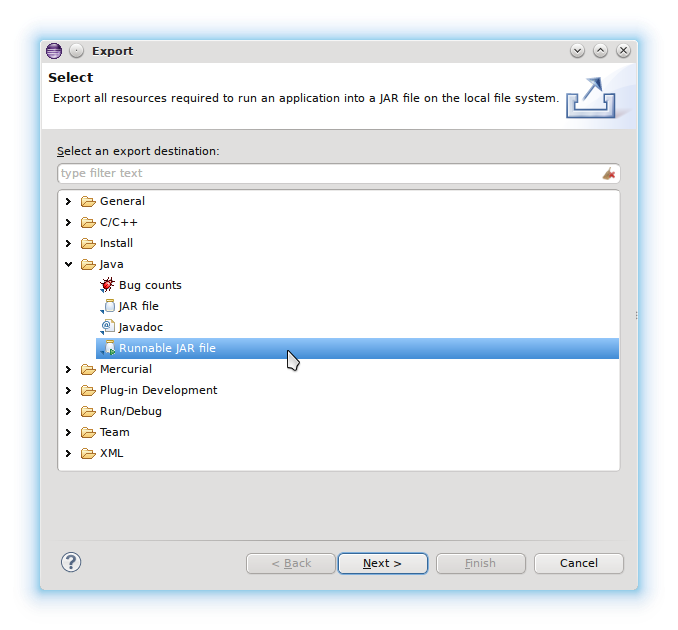 Export
Select
Export all resources required to run an application into a JAR file on the local file system.
Select an export destination:
type filter text
General
C/C++
Install
Java
Bug counts
JAR file
Javadoc
Runnable JAR file
Mercurial
Plug-in Development
Run/Debug
Team
XML
< Back Next > Finish Cancel